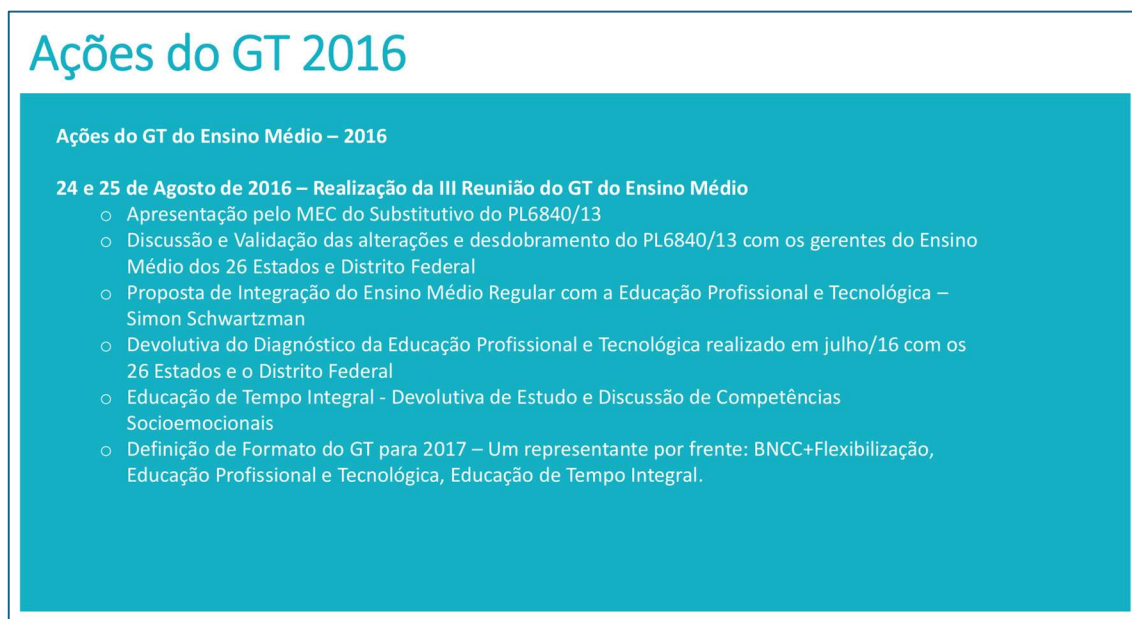 Ações do GT 2016
Ações do GT do Ensino Médio – 2016
24 e 25 de Agosto de 2016 – Realização da III Reunião do GT do Ensino Médio
o Apresentação pelo MEC do Substitutivo do PL6840/13
o Discussão e Validação das alterações e desdobramento do PL6840/13 com os gerentes do Ensino
Médio dos 26 Estados e Distrito Federal
o Proposta de Integração do Ensino Médio Regular com a Educação Profissional e Tecnológica –
Simon Schwartzman
o Devolutiva do Diagnóstico da Educação Profissional e Tecnológica realizado em julho/16 com os
26 Estados e o Distrito Federal
o Educação de Tempo Integral - Devolutiva de Estudo e Discussão de Competências
Socioemocionais
o Definição de Formato do GT para 2017 – Um representante por frente: BNCC+Flexibilização,
Educação Profissional e Tecnológica, Educação de Tempo Integral.